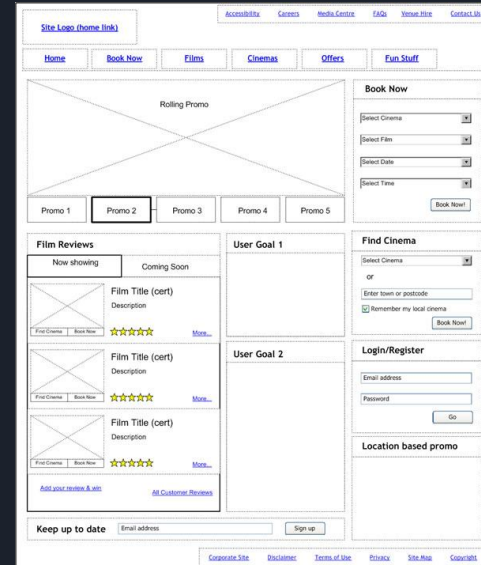 Accessibility Careers Media Centre FAQs Venue Hire Contact Us
Site Logo (home link)
Home Book Now Films Cinemas Offers Fun Stuff
Rolling Promo
Promo 1 Promo 2 Promo 3 Promo 4 Promo 5
Book Now
Select Cinema
Select Film
Select Date
Select Time
Book Now!
Film Reviews
Now showing Coming Soon
Film Title (cert)
Description
Find Cinema Book Now
More...
Film Title (cert)
Description
Find Cinema Book Now
More...
Film Title (cert)
Description
Find Cinema Book Now
More...
Add your review & win
All Customer Reviews
User Goal 1
User Goal 2
Find Cinema
Select Cinema
or
Enter town or postcode
Remember my local cinema
Book Now!
Login/Register
Email address
Password
Go
Location based promo
Keep up to date Email address Sign up
Corporate Site Disclaimer Terms of Use Privacy Site Map Copyright